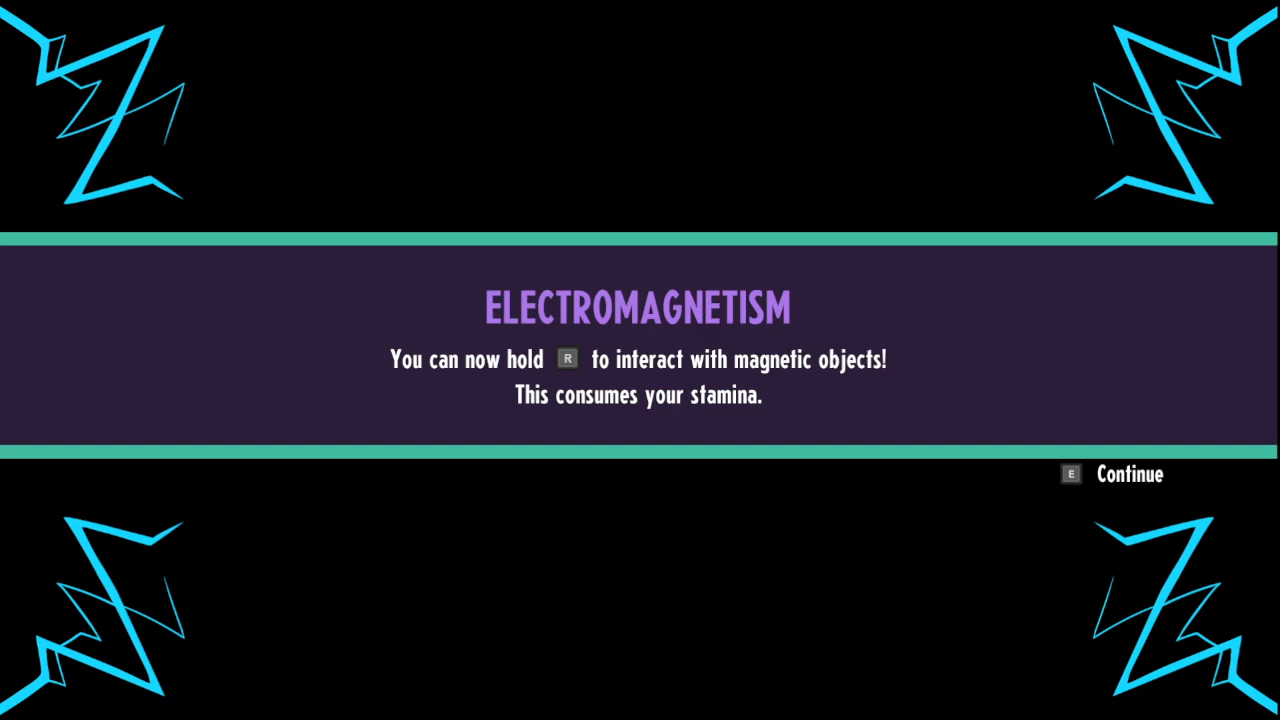 ELECTROMAGNETISM
You can now hold R to interact with magnetic objects!
This consumes your stamina.
E Continue